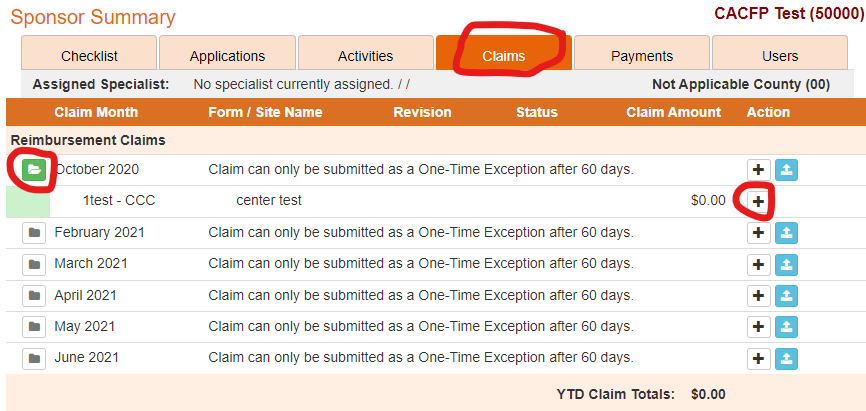 Sponsor Summary
CACFP Test (50000)
Checklist Applications Activities Claims Payments Users
Assigned Specialist: No specialist currently assigned. / / Not Applicable County (00)
Claim Month Form / Site Name Revision Status Claim Amount Action
Reimbursement Claims
October 2020 Claim can only be submitted as a One-Time Exception after 60 days.
1test - CCC center test $0.00
February 2021 Claim can only be submitted as a One-Time Exception after 60 days.
March 2021 Claim can only be submitted as a One-Time Exception after 60 days.
April 2021 Claim can only be submitted as a One-Time Exception after 60 days.
May 2021 Claim can only be submitted as a One-Time Exception after 60 days.
June 2021 Claim can only be submitted as a One-Time Exception after 60 days.
YTD Claim Totals: $0.00